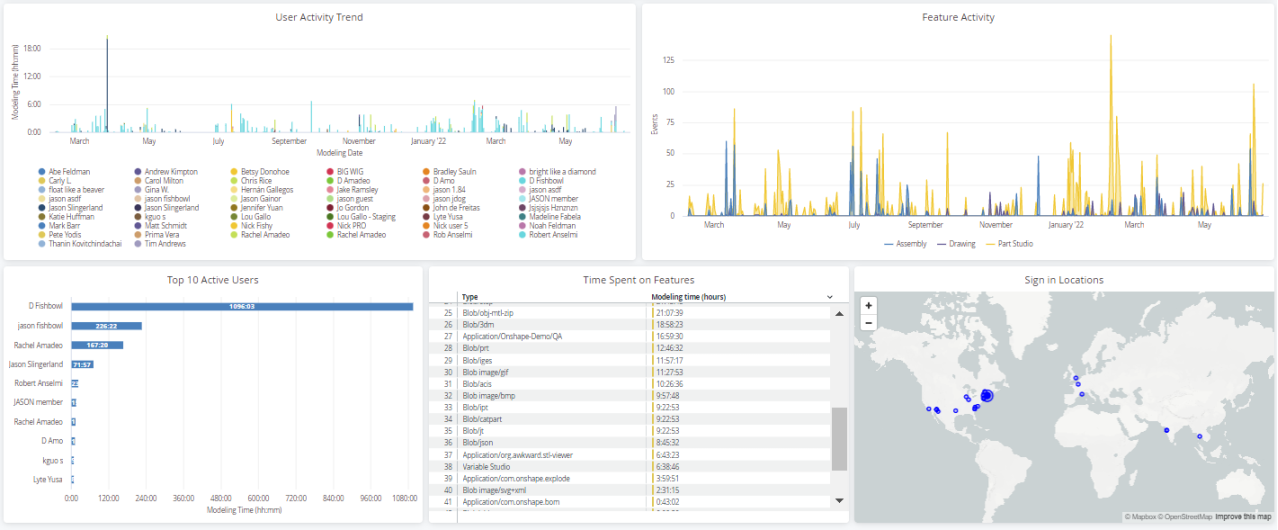 User Activity Trend
Modeling Time (hh:mm)
18:00
12:00
6:00
0:00
March May July September November January '22 March May
Modeling Date
Abe Feldman Andrew Kimpton Betsy Donohoe BIG WIG Bradley Saulin bright like a diamond
Carly L. Carol Milton Chris Rice D Amadeo D Amo D Fishbowl
float like a beaver Gina W. Hernán Gallegos Jake Ramsley jason 1.84 jason asdf
jason asdf jason fishbowl Jason Gainor jason guest jason jdog JASON member
Jason Slingerland Jason Slingerland Jennifer Yuan Jo Gordon John de Freitas
Katie Huffman kguo s Lou Gallo Lou Gallo - Staging Lyte Yusa Madeline Fabela
Mark Barr Matt Schmidt Nick Fishy Nick PRO Nick user 5 Noah Feldman
Pete Yodis Prima Vera Rachel Amadeo Rachel Amadeo Rob Anselmi Robert Anselmi
Thanin Kovitchindachai Tim Andrews
Feature Activity
Events
125
100
75
50
25
0
March May July September November January '22 March May
Assembly Drawing Part Studio
Top 10 Active Users
D Fishbowl 1096:03
jason fishbowl 226:22
Rachel Amadeo 167:20
Jason Slingerland 71:57
Robert Anselmi
JASON member
Rachel Amadeo
D Amo
kguo s
Lyte Yusa
0:00 120:00 240:00 360:00 480:00 600:00 720:00 840:00 960:00 1080:00
Modeling Time (hh:mm)
Time Spent on Features
Type Modeling time (hours)
25 Blob/obj-mtl-zip 21:07:39
26 Blob/3dm 18:58:23
27 Application/Onshape-Demo/QA 16:59:30
28 Blob/prt 12:46:32
29 Blob/iges 11:57:17
30 Blob image/gif 11:27:53
31 Blob/acis 10:26:36
32 Blob image/bmp 9:57:48
33 Blob/ipt 9:22:53
34 Blob/catpart 9:22:53
35 Blob/jt 9:22:53
36 Blob/json 8:45:32
37 Application/org.awkward.stl-viewer 6:43:23
38 Variable Studio 6:38:46
39 Application/com.onshape.explode 3:59:51
40 Blob image/svg+xml 2:31:15
41 Application/com.onshape.bom 0:43:02
Sign in Locations
+
−
© Mapbox © OpenStreetMap Improve this map